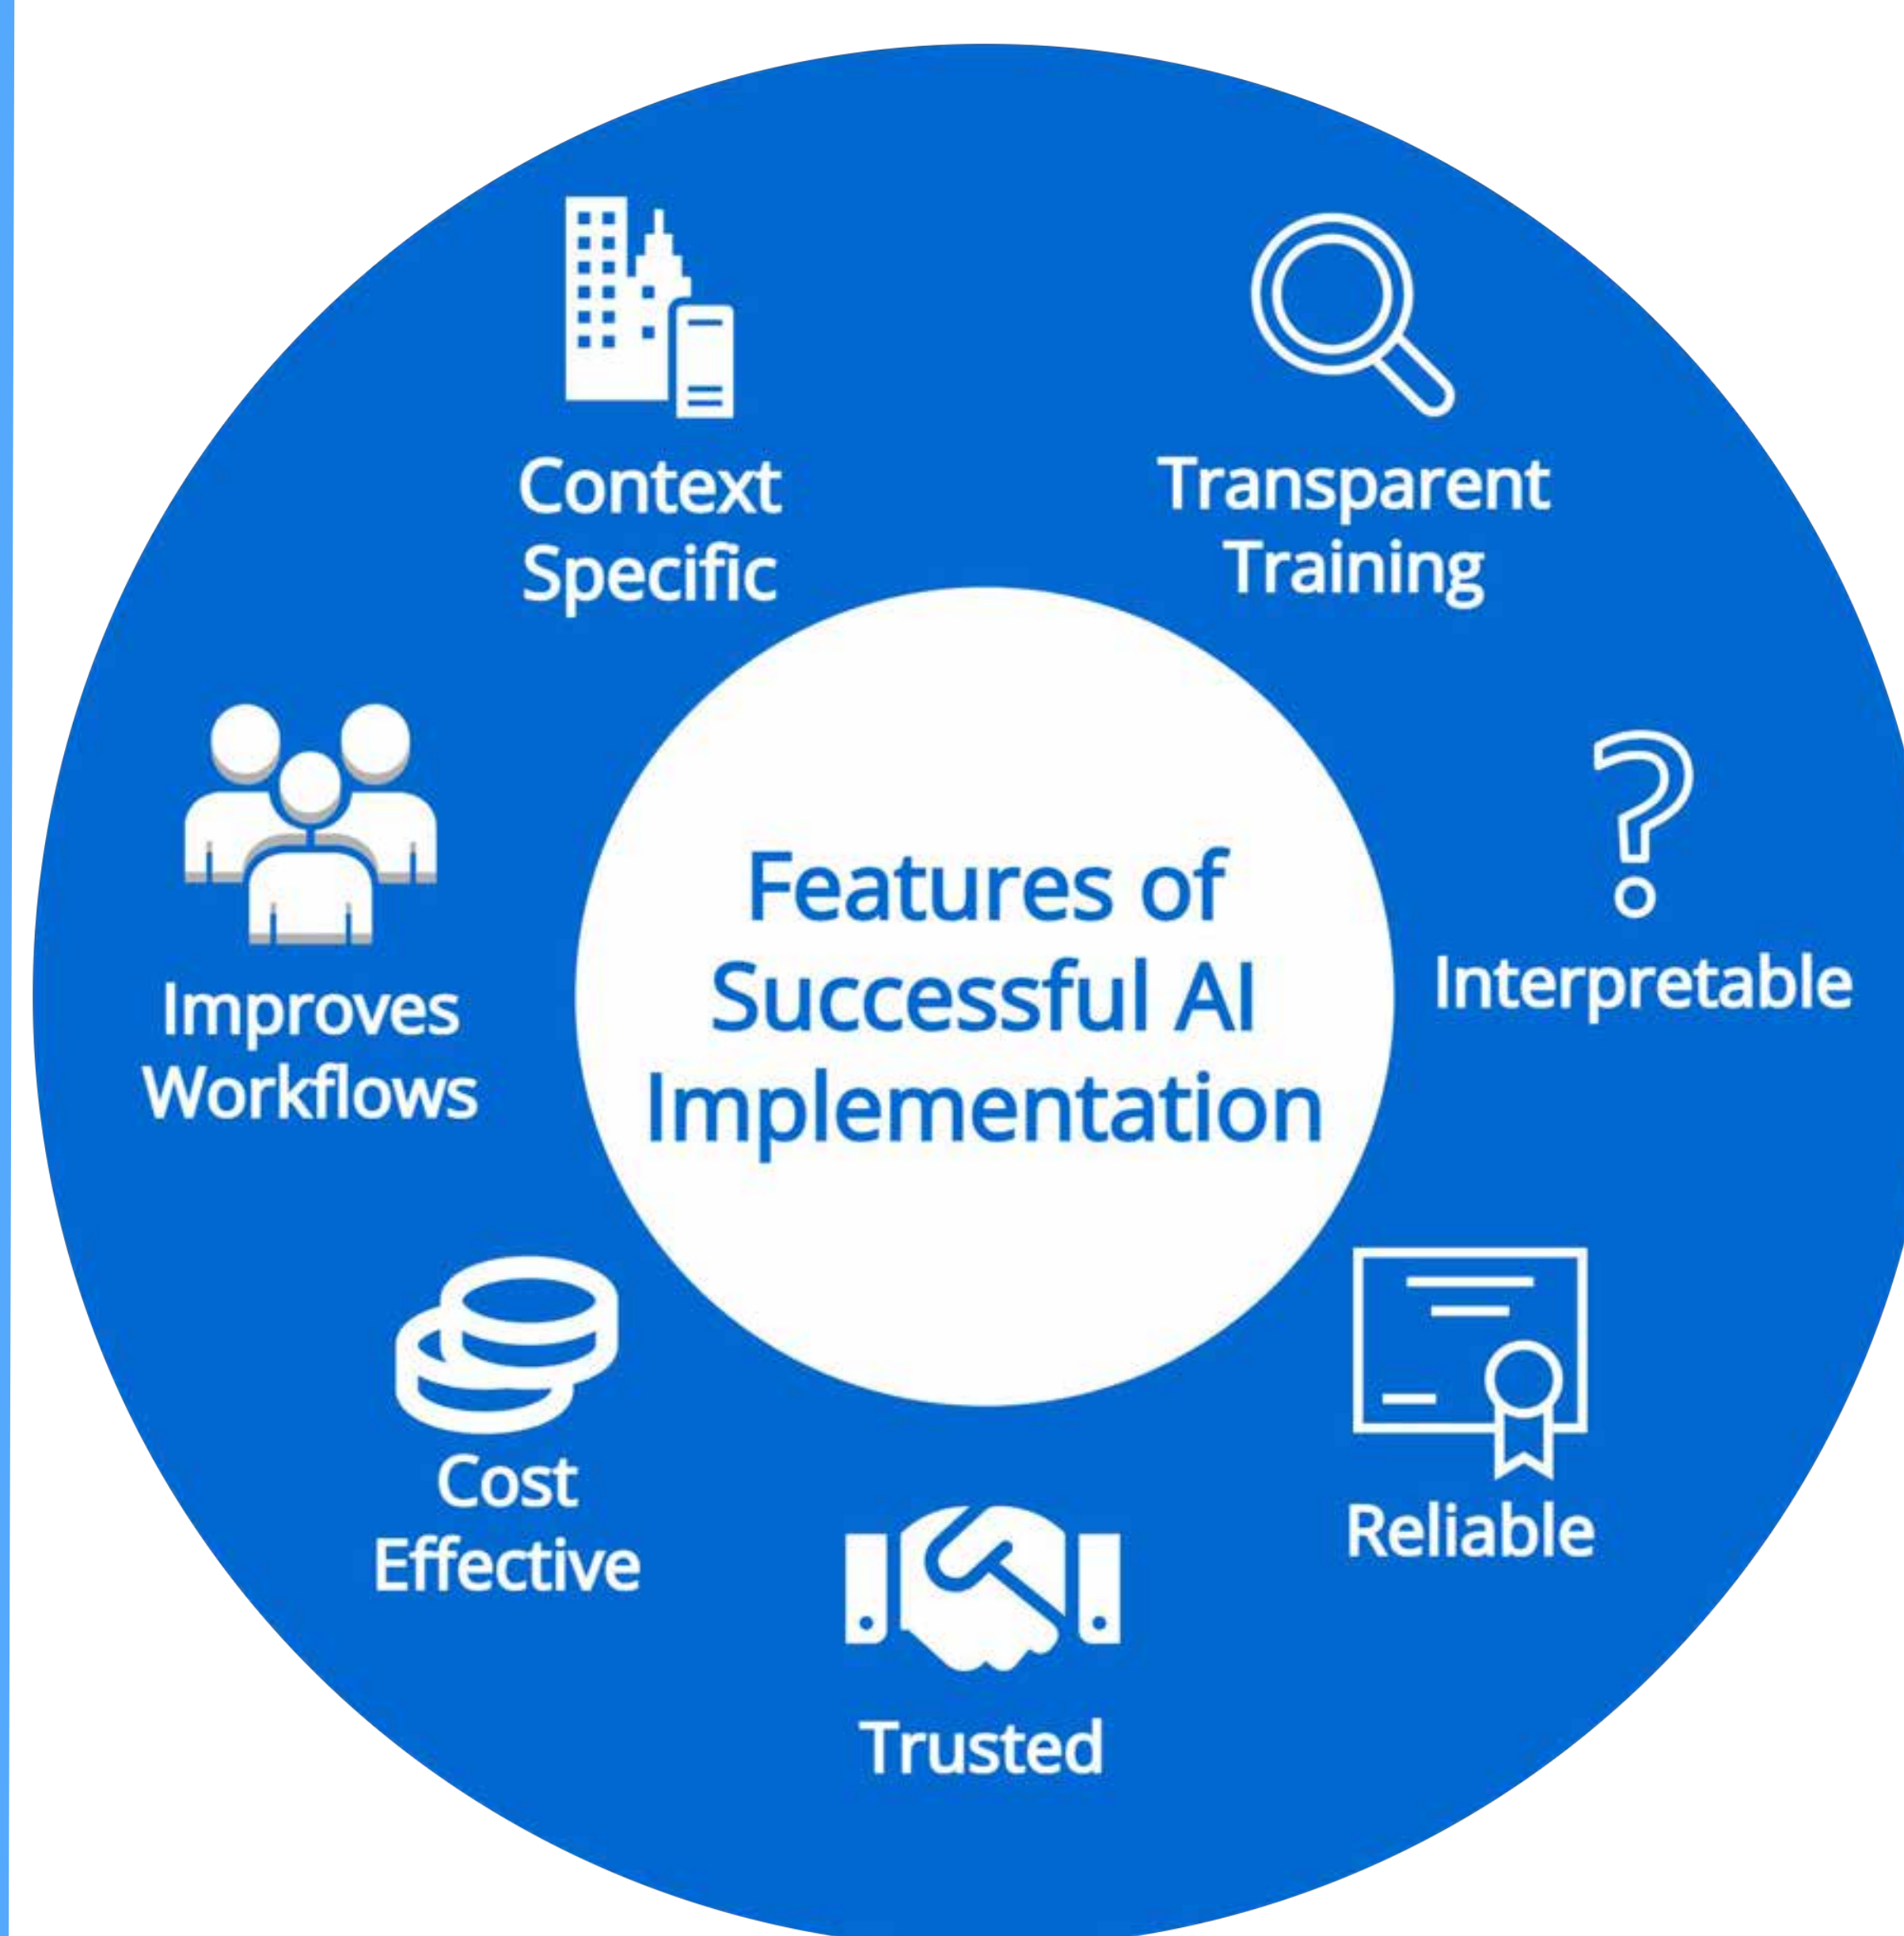 Context
Specific
Transparent
Training
Improves
Workflows
Features of
Successful AI
Implementation
Interpretable
Cost
Effective
Reliable
Trusted